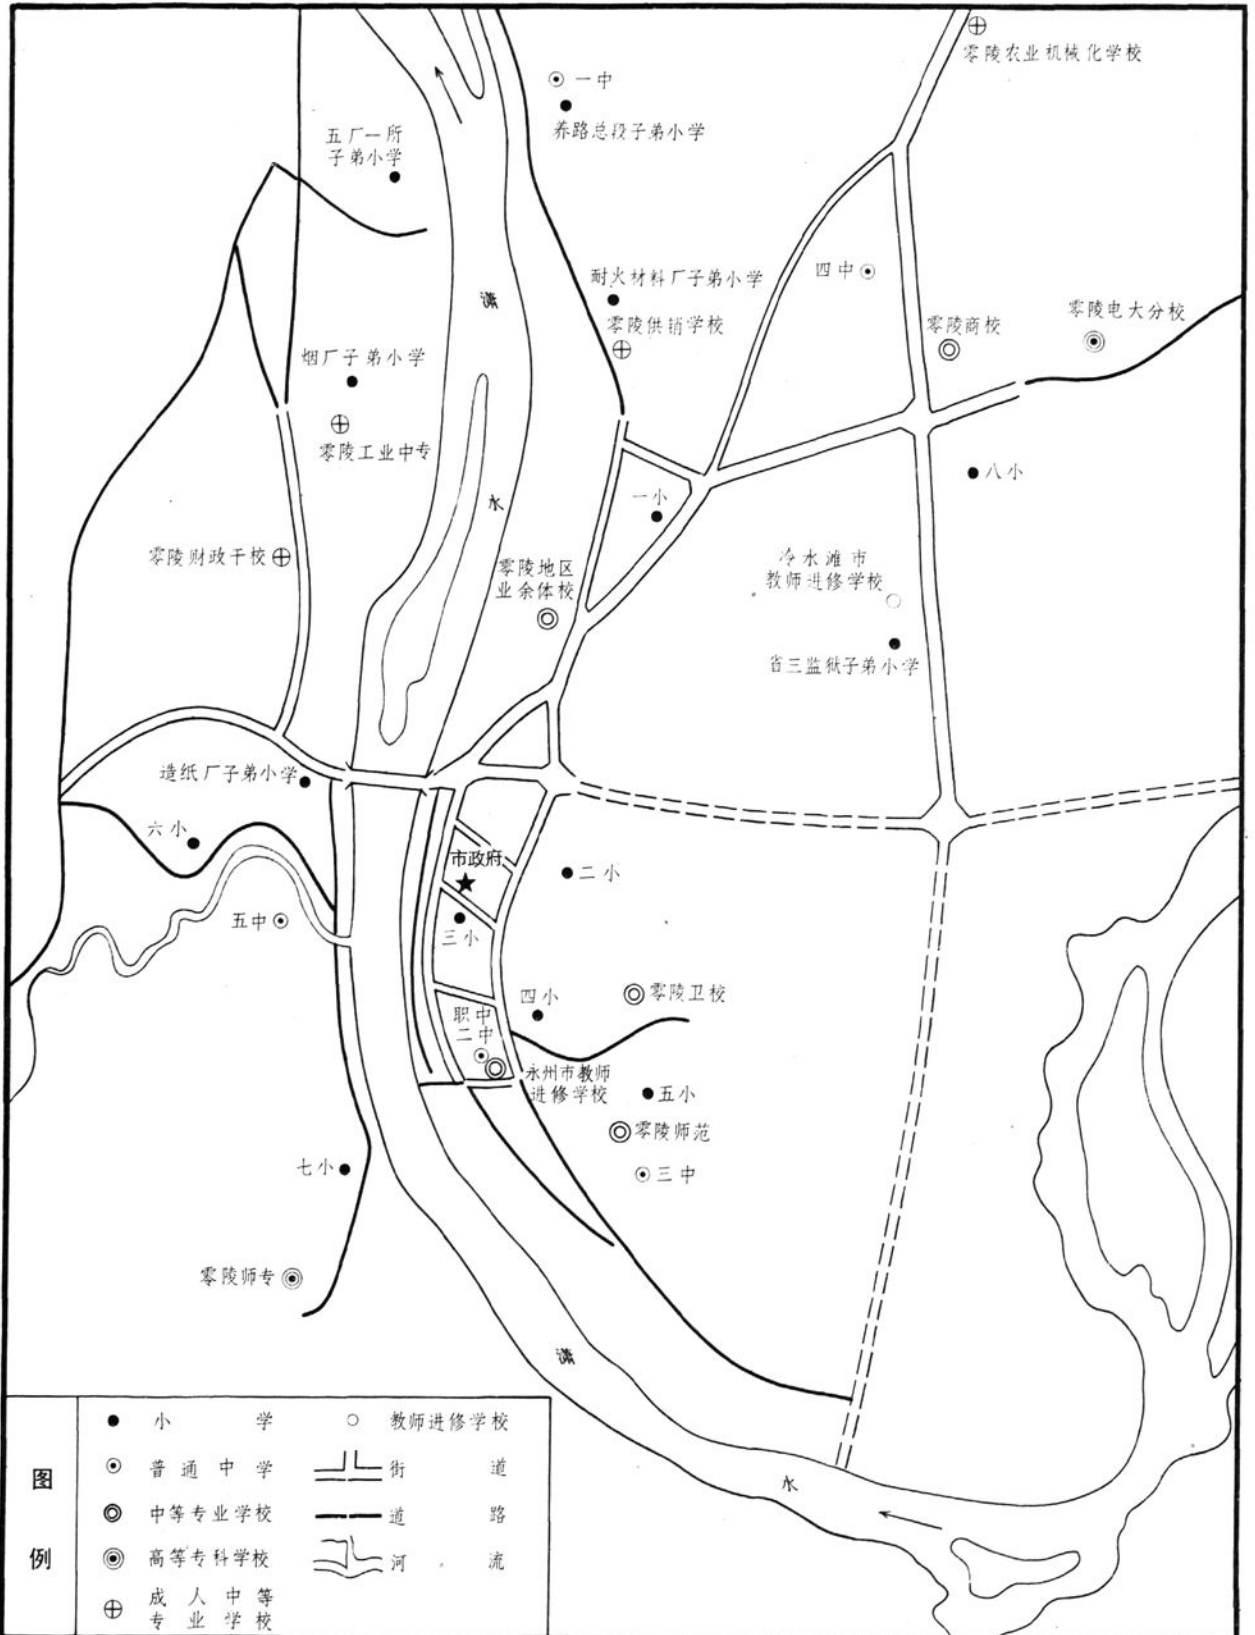 零陵农业机械化学校
一中
养路总段子弟小学
五厂一所
子弟小学
四中
耐火材料厂子弟小学
零陵供销学校
潇
零陵商校
零陵电大分校
烟厂子弟小学
零陵工业中专
八小
一小
水
零陵财政干校
零陵地区
业余体校
冷水滩市
教师进修学校
省三监狱子弟小学
造纸厂子弟小学
六小
市政府
二小
五中
三小
四小
零陵卫校
职中
二中
永州市教师
进修学校
五小
零陵师范
七小
三中
零陵师专
潇
水
图例
小学
教师进修学校
普通中学
街道
中等专业学校
道路
高等专科学校
河流
成人中等
专业学校